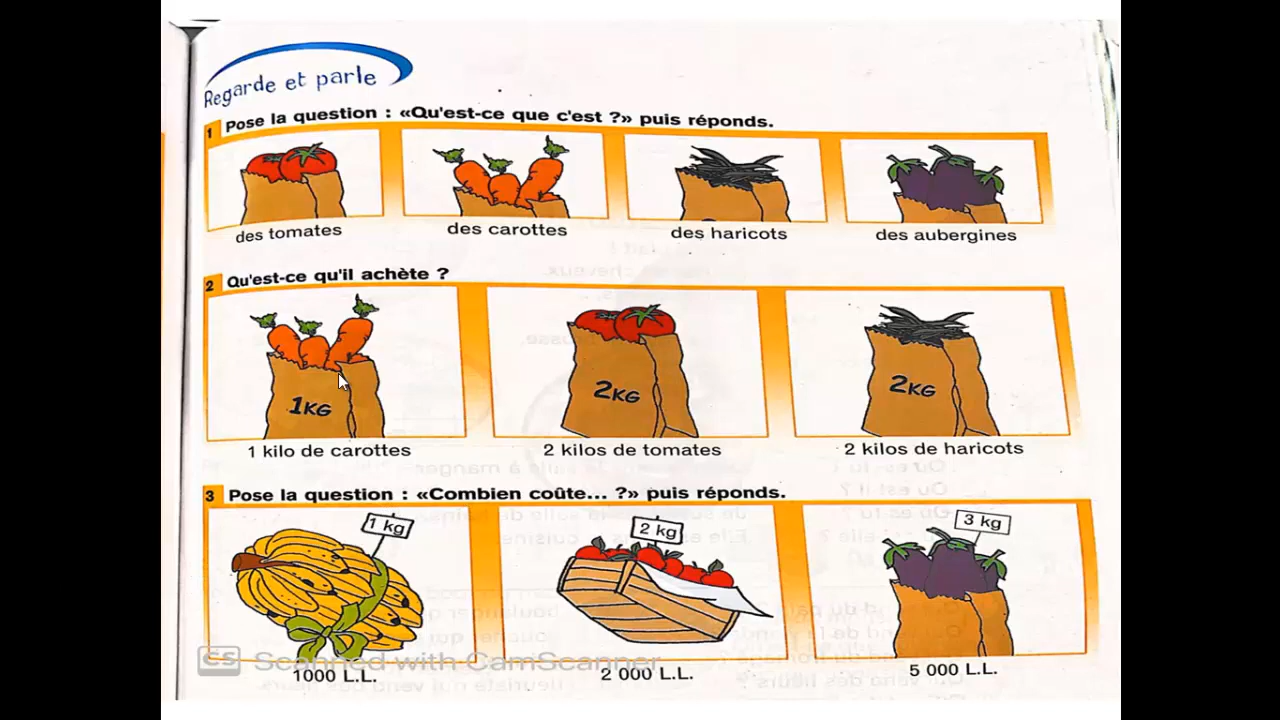 Regarde et parle
1 Pose la question : «Qu'est-ce que c'est ?» puis réponds.
des tomates
des carottes
des haricots
des aubergines
2 Qu'est-ce qu'il achète ?
1KG
2KG
2KG
1 kilo de carottes
2 kilos de tomates
2 kilos de haricots
3 Pose la question : «Combien coûte... ?» puis réponds.
1 kg
2 kg
3 kg
CS Scanned with CamScanner
1000 L.L.
2 000 L.L.
5 000 L.L.